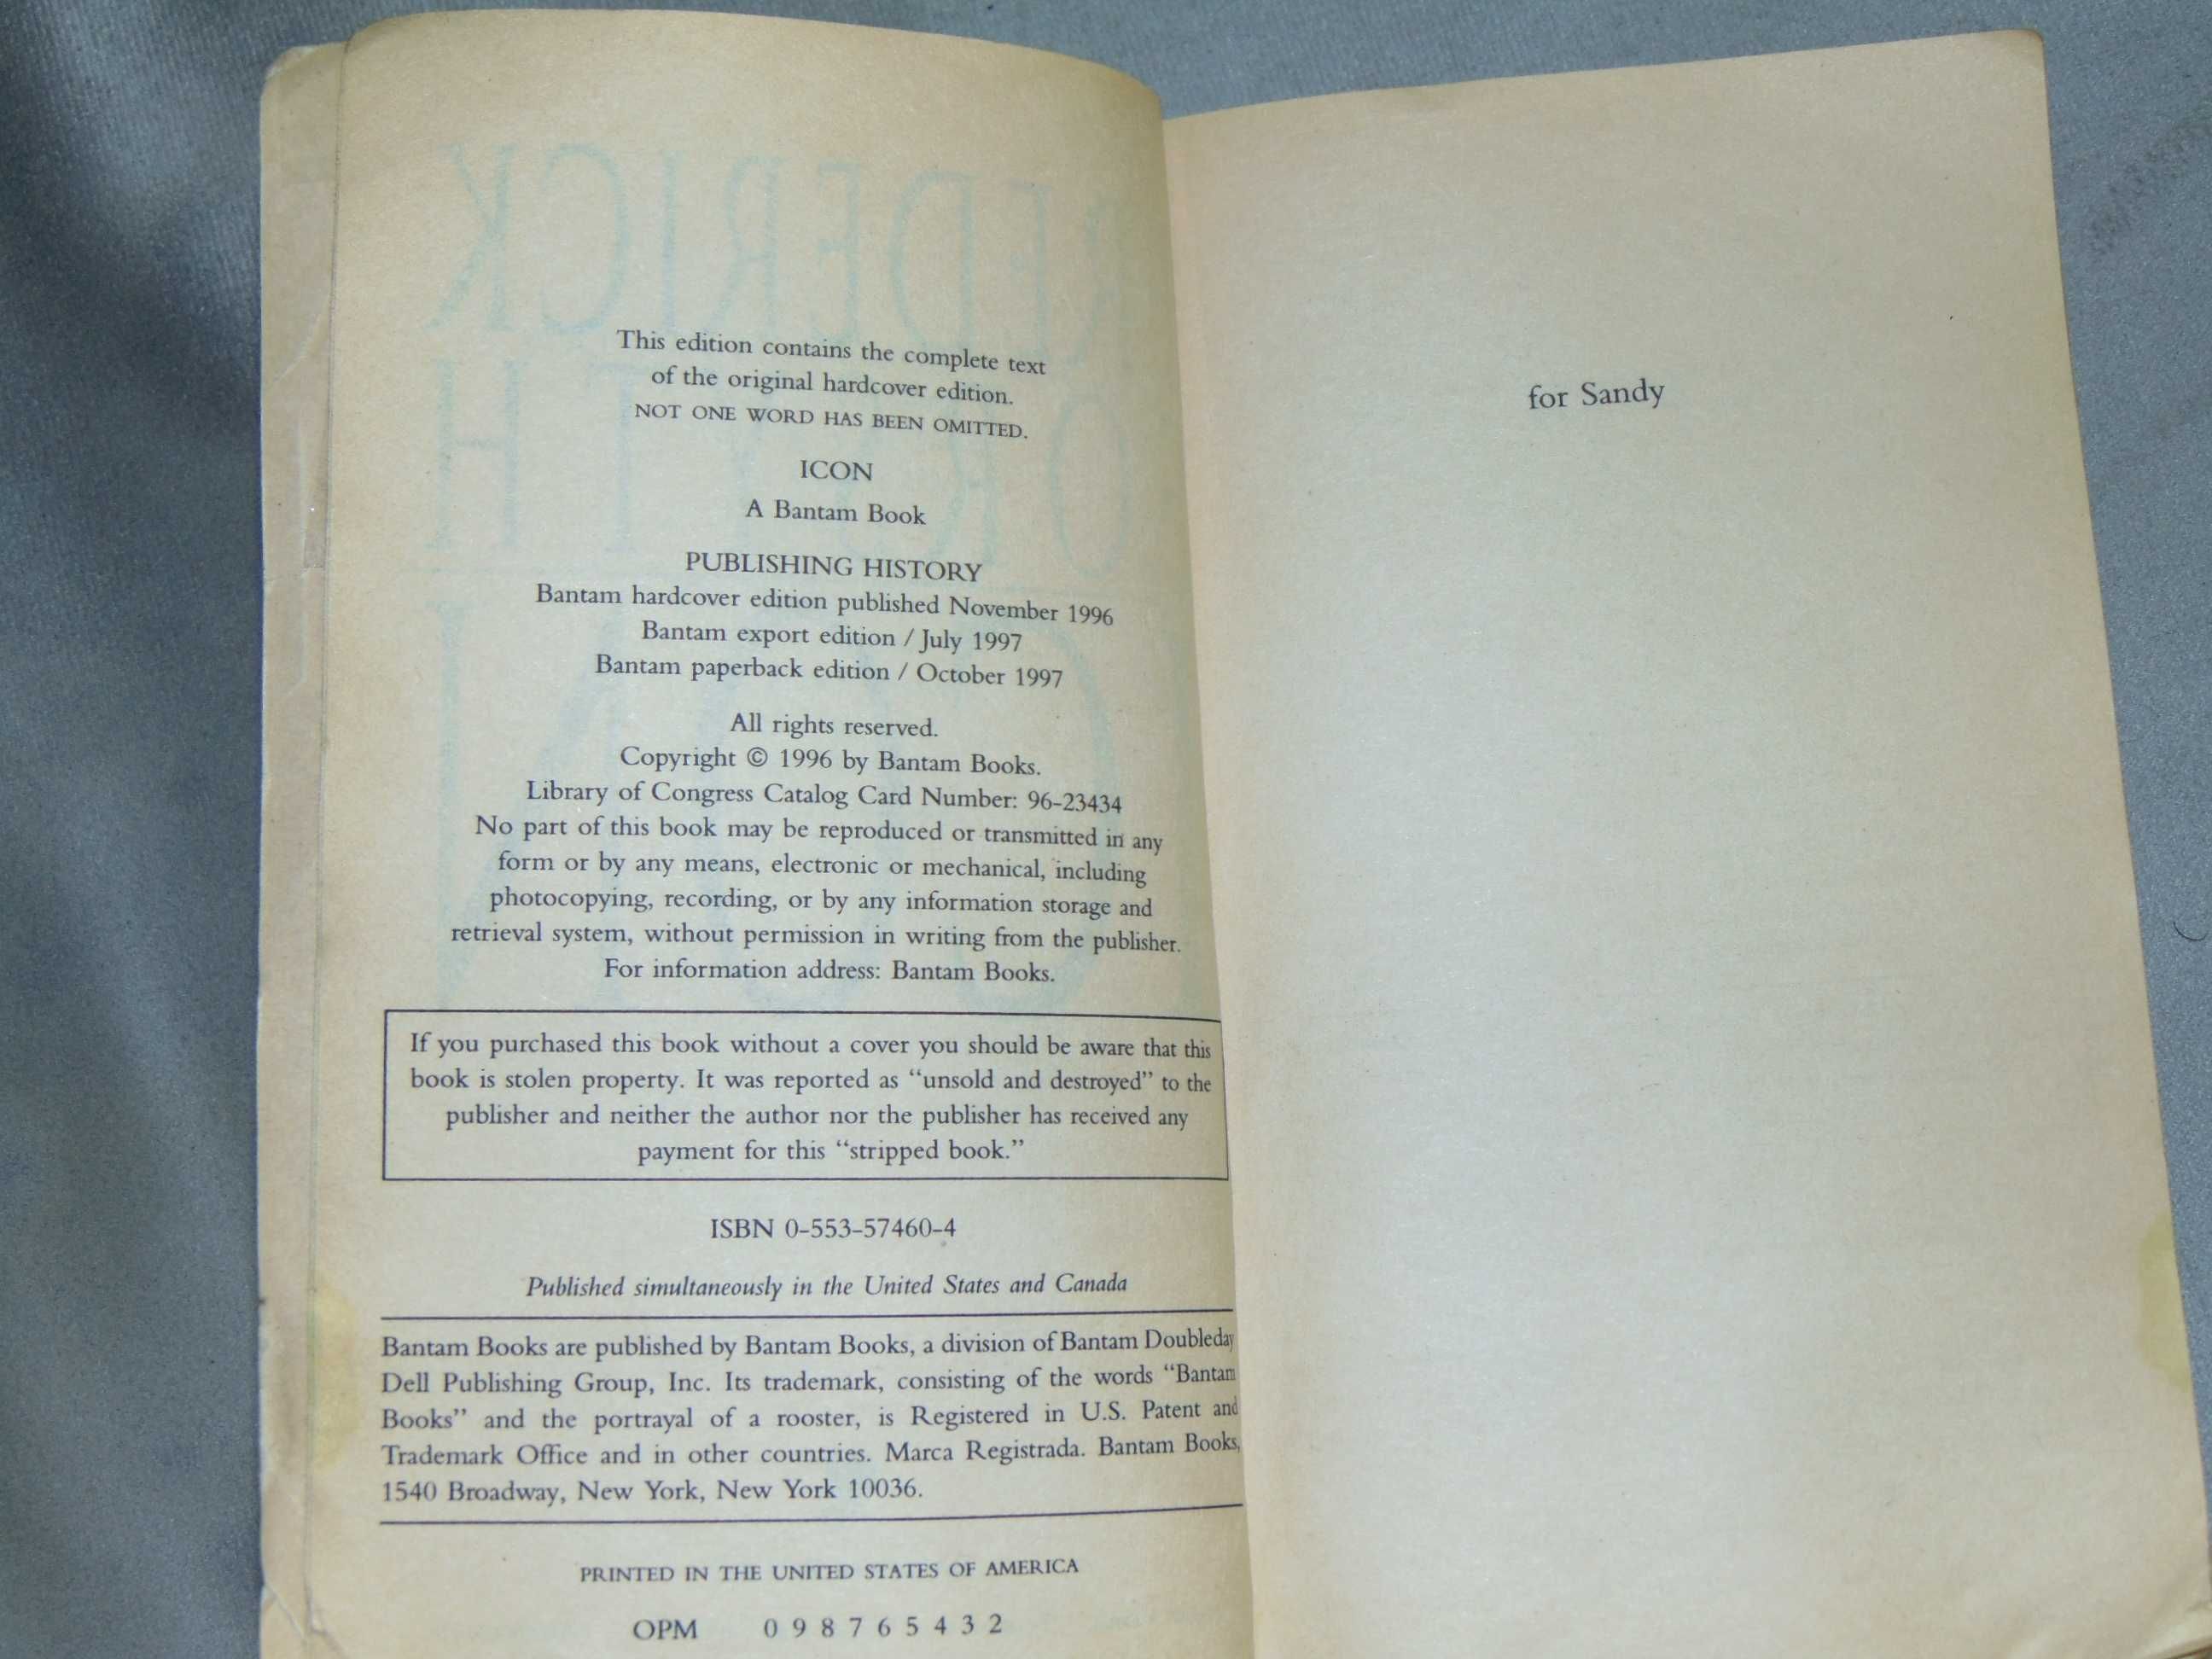 This edition contains the complete text
of the original hardcover edition.
NOT ONE WORD HAS BEEN OMITTED.
ICON
A Bantam Book
PUBLISHING HISTORY
Bantam hardcover edition published November 1996
Bantam export edition / July 1997
Bantam paperback edition / October 1997
All rights reserved.
Copyright © 1996 by Bantam Books.
Library of Congress Catalog Card Number: 96-23434
No part of this book may be reproduced or transmitted in any
form or by any means, electronic or mechanical, including
photocopying, recording, or by any information storage and
retrieval system, without permission in writing from the publisher.
For information address: Bantam Books.
If you purchased this book without a cover you should be aware that this
book is stolen property. It was reported as “unsold and destroyed” to the
publisher and neither the author nor the publisher has received any
payment for this “stripped book.”
ISBN 0-553-57460-4
Published simultaneously in the United States and Canada
Bantam Books are published by Bantam Books, a division of Bantam Doubleday
Dell Publishing Group, Inc. Its trademark, consisting of the words “Bantam
Books” and the portrayal of a rooster, is Registered in U.S. Patent and
Trademark Office and in other countries. Marca Registrada. Bantam Books,
1540 Broadway, New York, New York 10036.
PRINTED IN THE UNITED STATES OF AMERICA
OPM 0 9 8 7 6 5 4 3 2
for Sandy